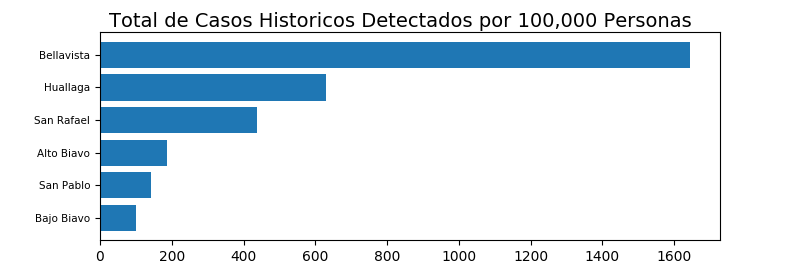 Total de Casos Historicos Detectados por 100,000 Personas
Bellavista
Huallaga
San Rafael
Alto Biavo
San Pablo
Bajo Biavo
0 200 400 600 800 1000 1200 1400 1600